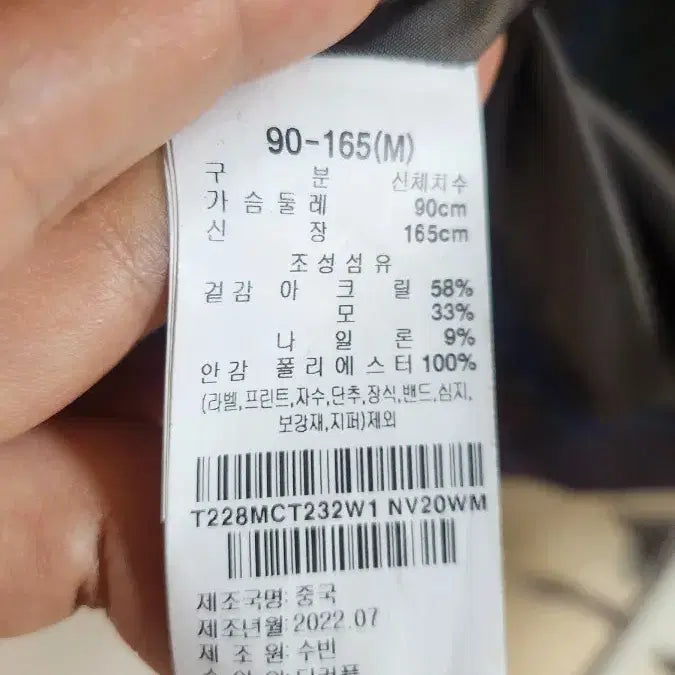 90-165(M)
구 분 신체치수
가 슴 둘 레 90cm
신 장 165cm
조 성 섬 유
겉감 아 크 릴 58%
모 33%
나 일 론 9%
안감 폴 리 에 스 터 100%
(라벨,프린트,자수,단추,장식,밴드,심지,
보강재,지퍼)제외
T228MCT232W1 NV20WM
제조국명: 중국
제조년월: 2022.07
제 조 원: 수빈